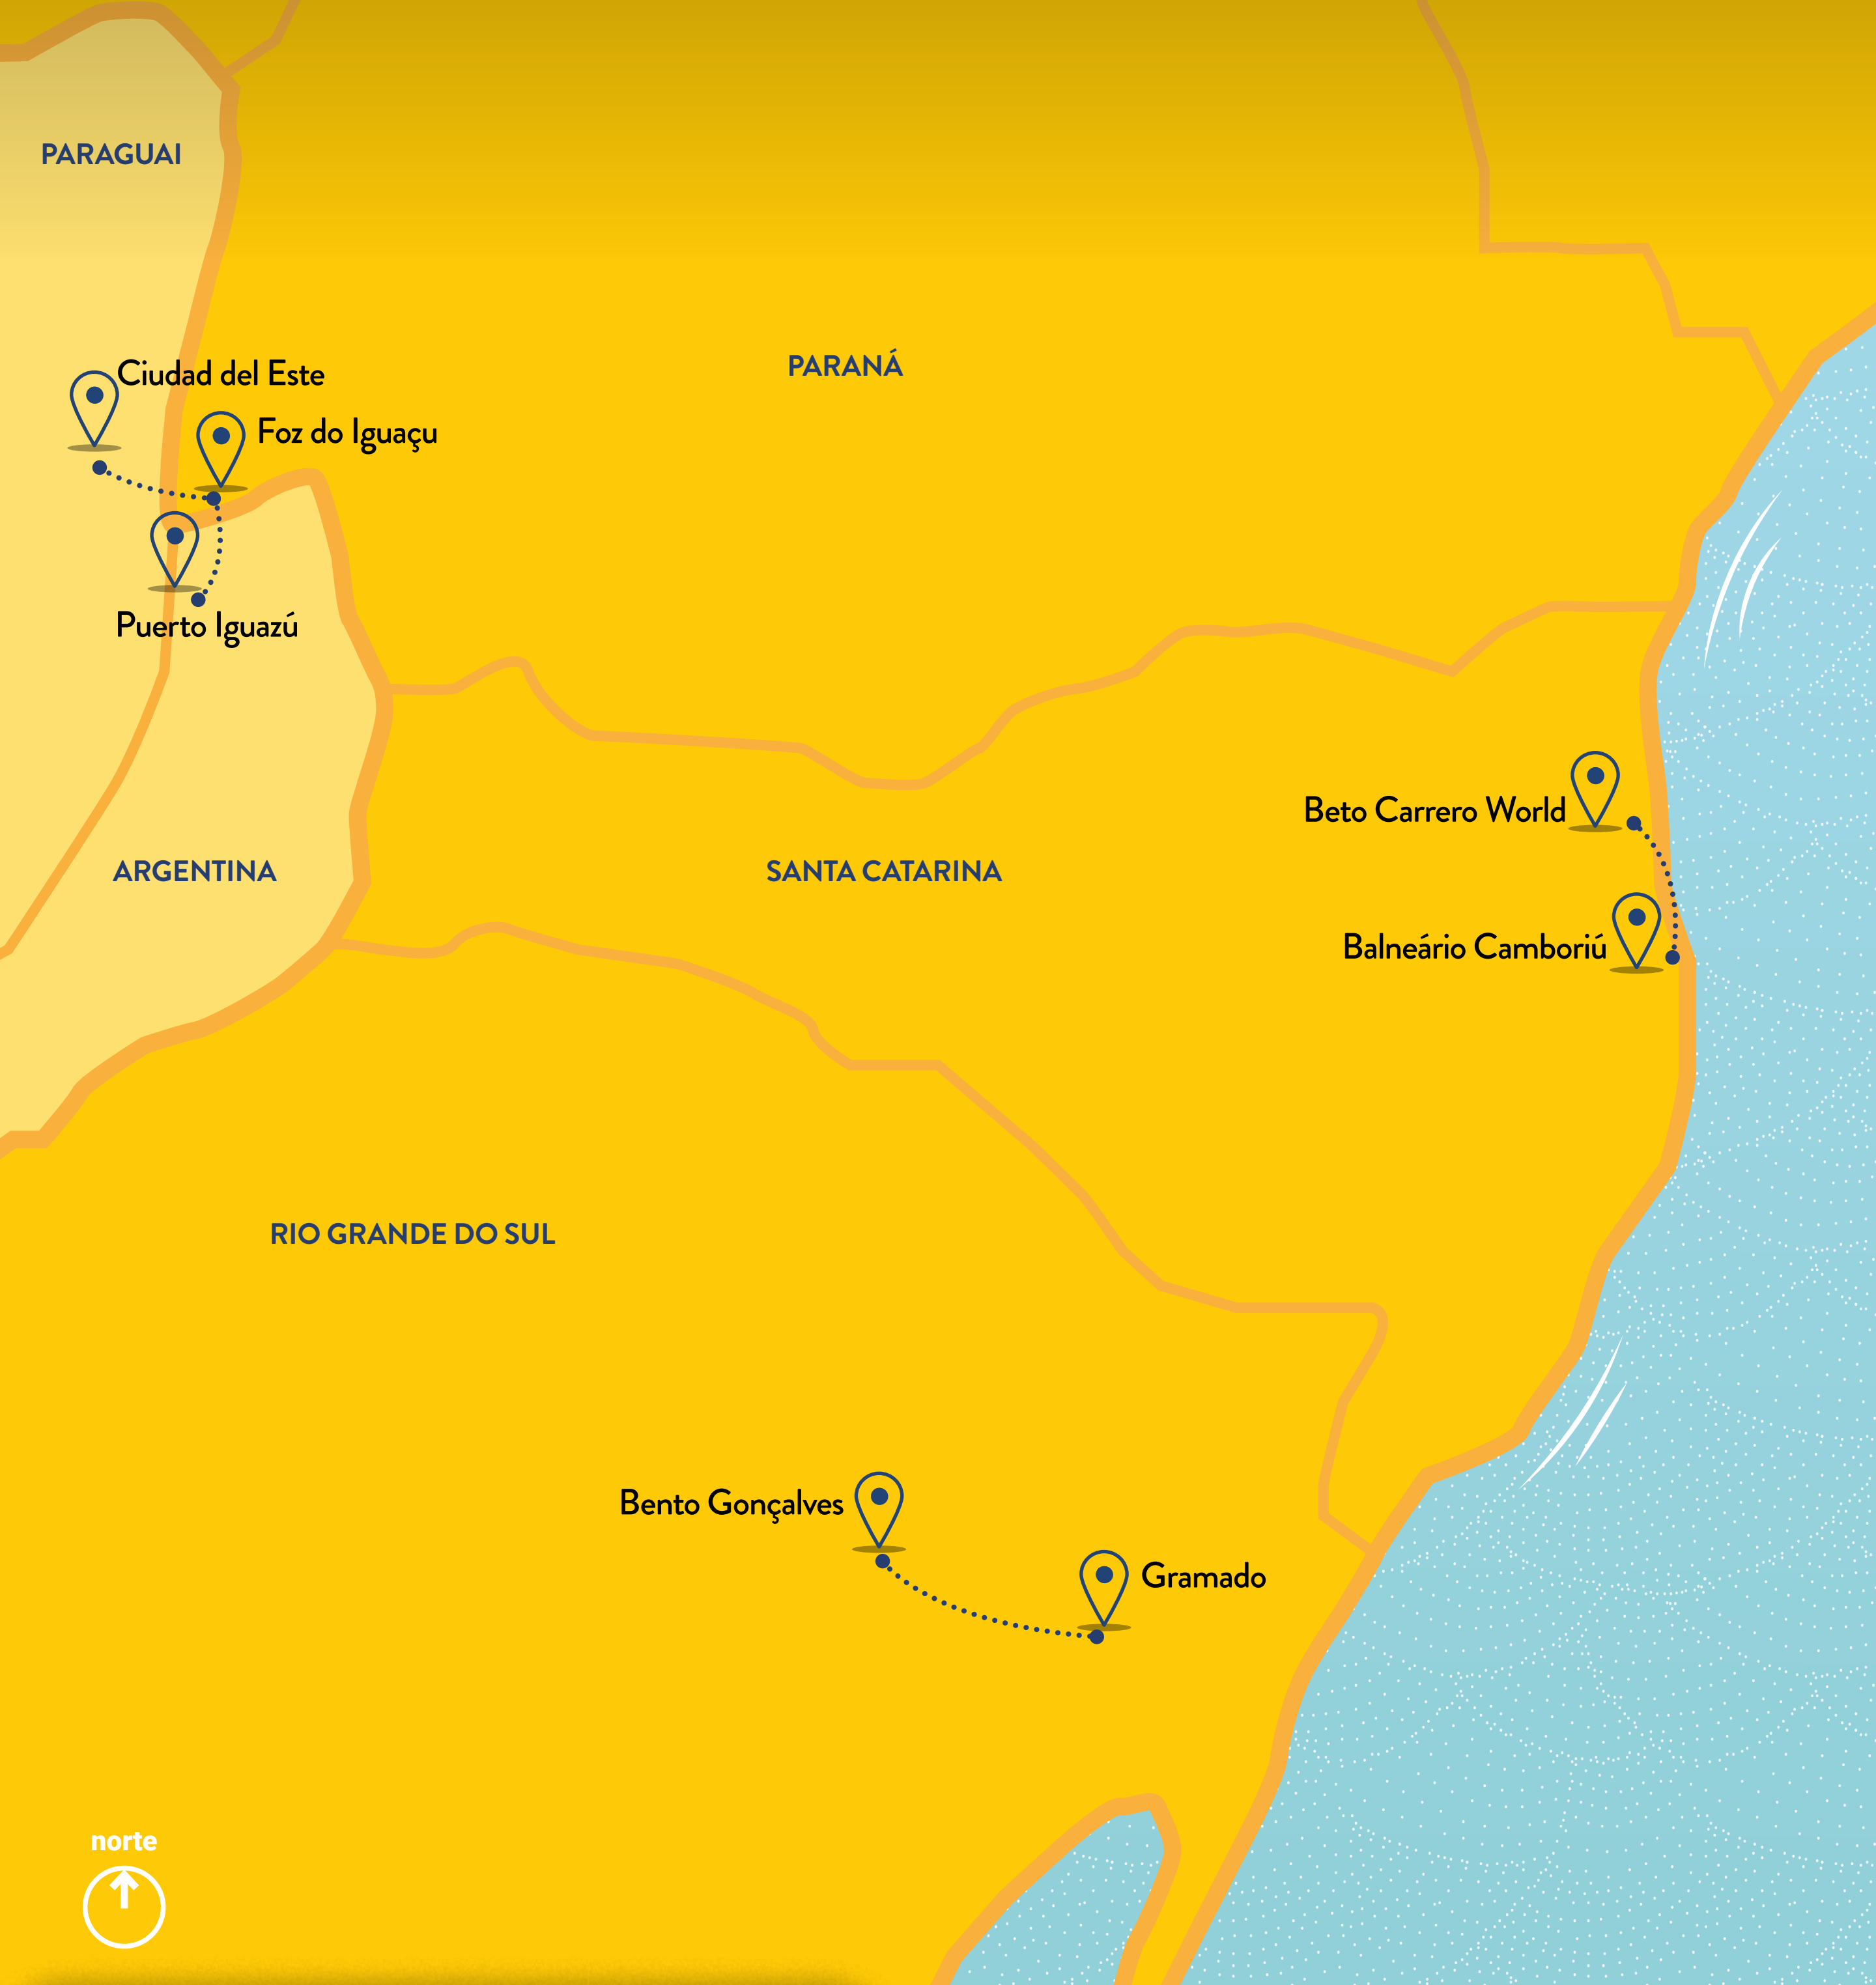 PARAGUAI
PARANÁ
Ciudad del Este
Foz do Iguaçu
Puerto Iguazú
Beto Carrero World
ARGENTINA
SANTA CATARINA
Balneário Camboriú
RIO GRANDE DO SUL
Bento Gonçalves
Gramado
norte